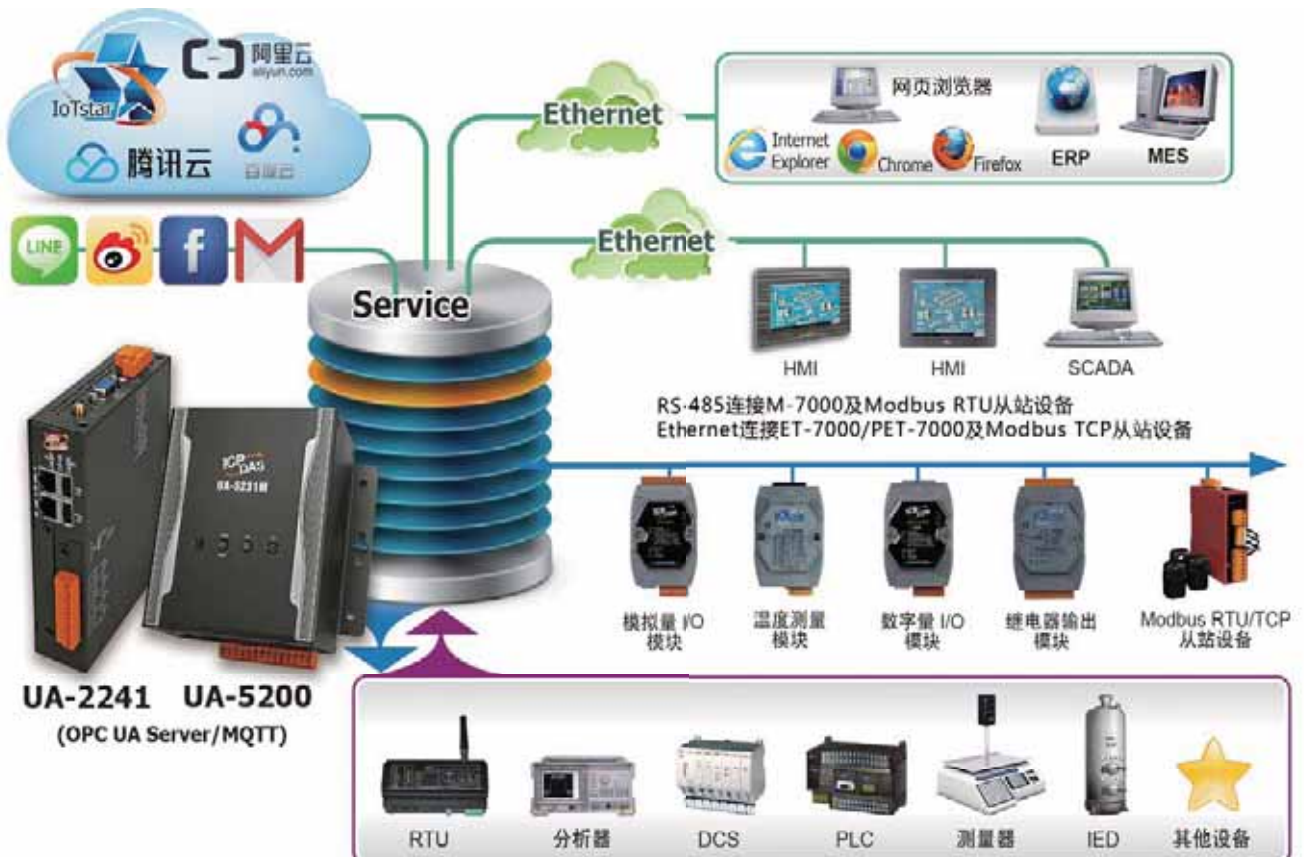 IoTstar
阿里云
aliyun.com
腾讯云
百度云
LINE
f
Ethernet
网页浏览器
Internet
Explorer
Chrome
Firefox
ERP
MES
Ethernet
Service
HMI
HMI
SCADA
RS-485连接M-7000及Modbus RTU从站设备
Ethernet连接ET-7000/PET-7000及Modbus TCP从站设备
ICP DAS
UA-5231M
模拟量 I/O
模块
温度测量
模块
数字量 I/O
模块
继电器输出
模块
Modbus RTU/TCP
从站设备
UA-2241
UA-5200
(OPC UA Server/MQTT)
RTU
分析器
DCS
PLC
测量器
IED
其他设备